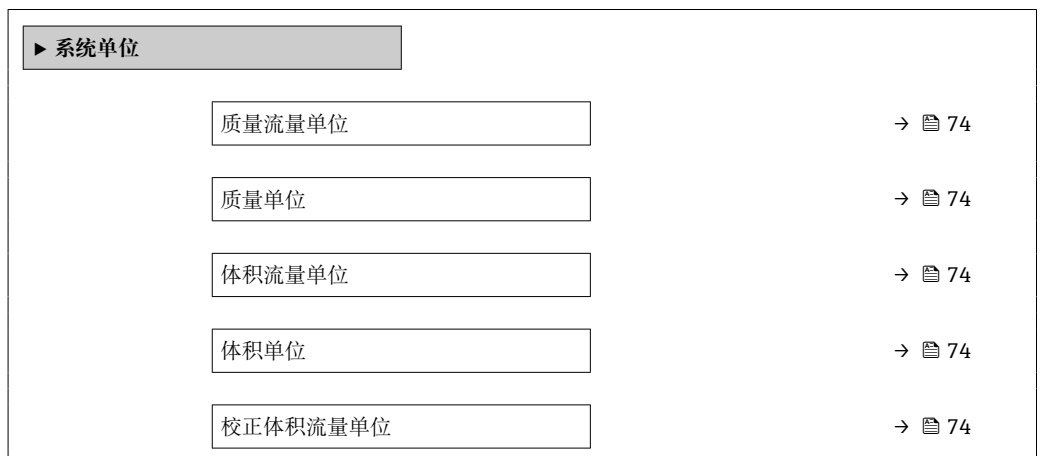 ▶ 系统单位
质量流量单位 → 🖹 74
质量单位 → 🖹 74
体积流量单位 → 🖹 74
体积单位 → 🖹 74
校正体积流量单位 → 🖹 74